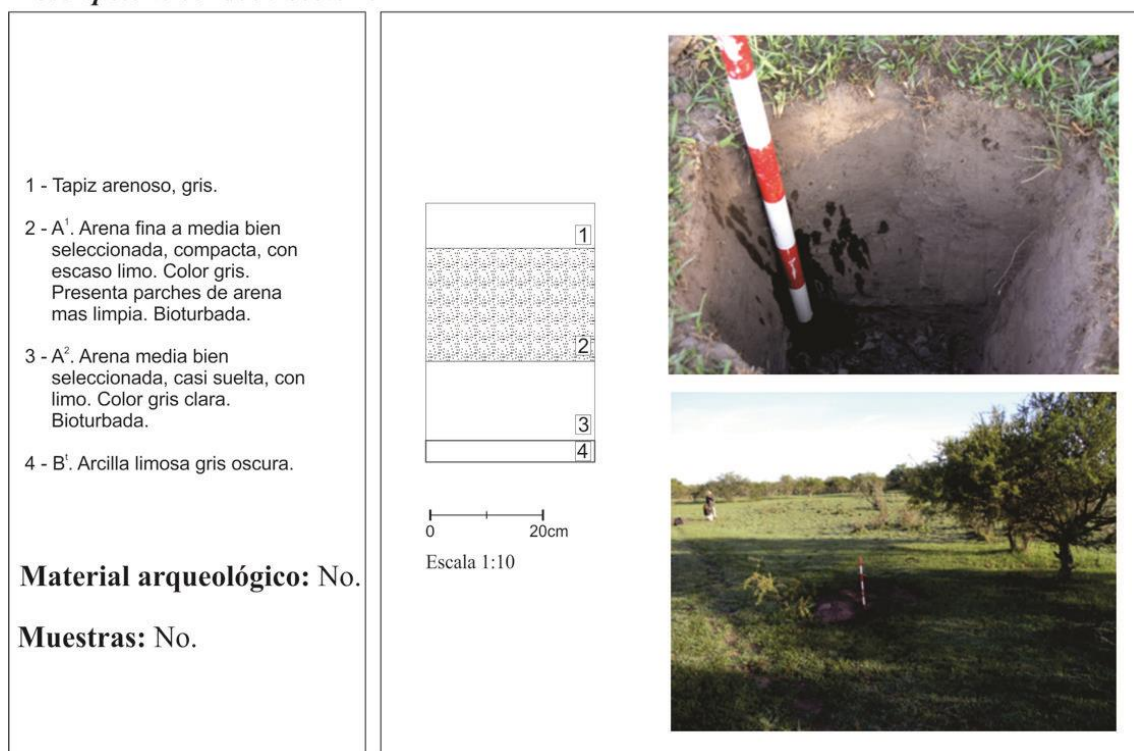 1 - Tapiz arenoso, gris.
2 - A¹. Arena fina a media bien
seleccionada, compacta, con
escaso limo. Color gris.
Presenta parches de arena
mas limpia. Bioturbada.
3 - A². Arena media bien
seleccionada, casi suelta, con
limo. Color gris clara.
Bioturbada.
4 - Bᵗ. Arcilla limosa gris oscura.
Material arqueológico: No.
Muestras: No.
1
2
3
4
0 20cm
Escala 1:10